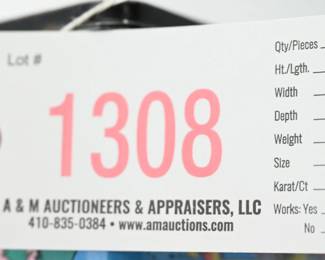 Lot #
1308
A & M AUCTIONEERS & APPRAISERS, LLC
410-835-0384 • www.amauctions.com
Qty/Pieces
Ht./Lgth.
Width
Depth
Weight
Size
Karat/Ct
Works: Yes
No